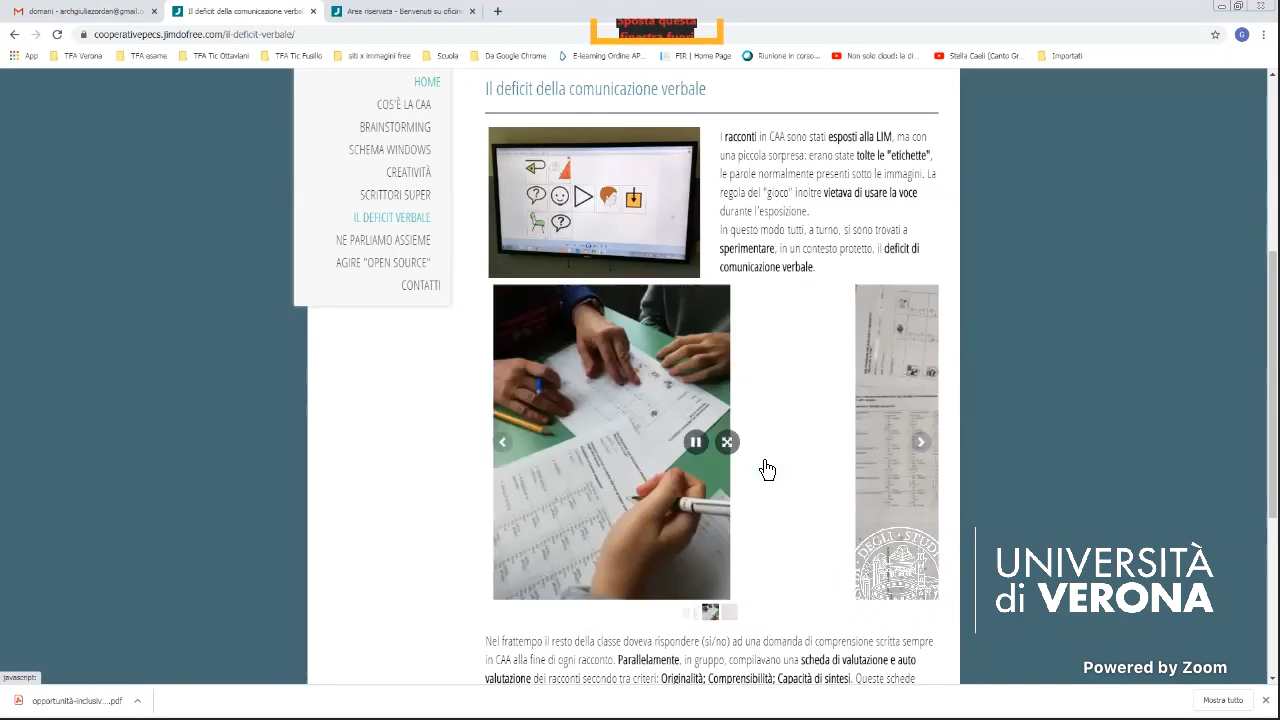 domani - archgiuliazordan@gmail.c
Il deficit della comunicazione verba
Aree riservata - Benvenuti su oficin
Sposta questa
finestra fuori
press.jimdofree.com/il-deficit-verbale/
App
TFA Verona
TFA esame
TFA Tic Ottaviani
TFA Tic Fusilio
siti x immagini free
Scuola
Da Google Chrome
E-learning Ordine AP...
FIR | Home Page
Riunione in corso...
Non solo cloud: la di...
Stella Caeli (Canto Gr...
Importati
G
HOME
COS'È LA CAA
BRAINSTORMING
SCHEMA WINDOWS
CREATIVITÀ
SCRITTORI SUPER
IL DEFICIT VERBALE
NE PARLIAMO ASSIEME
AGIRE "OPEN SOURCE"
CONTATTI
Il deficit della comunicazione verbale
I racconti in CAA sono stati esposti alla LIM, ma con
una piccola sorpresa: erano state tolte le "etichette",
le parole normalmente presenti sotto le immagini. La
regola del "gioco" inoltre vietava di usare la voce
durante l'esposizione.
In questo modo tutti, a turno, si sono trovati a
sperimentare, in un contesto protetto, il deficit di
comunicazione verbale.
Nel frattempo il resto della classe doveva rispondere (sì/no) ad una domanda di comprensione scritta sempre
in CAA alla fine di ogni racconto. Parallelamente, in gruppo, compilavano una scheda di valutazione e auto
valutazione dei racconti secondo tra criteri: Originalità; Comprensibilità; Capacità di sintesi. Queste schede
DEGLI STUDI
UNIVERSITÀ
di VERONA
Powered by Zoom
javascript:
opportunità-inclusiv....pdf
Mostra tutto